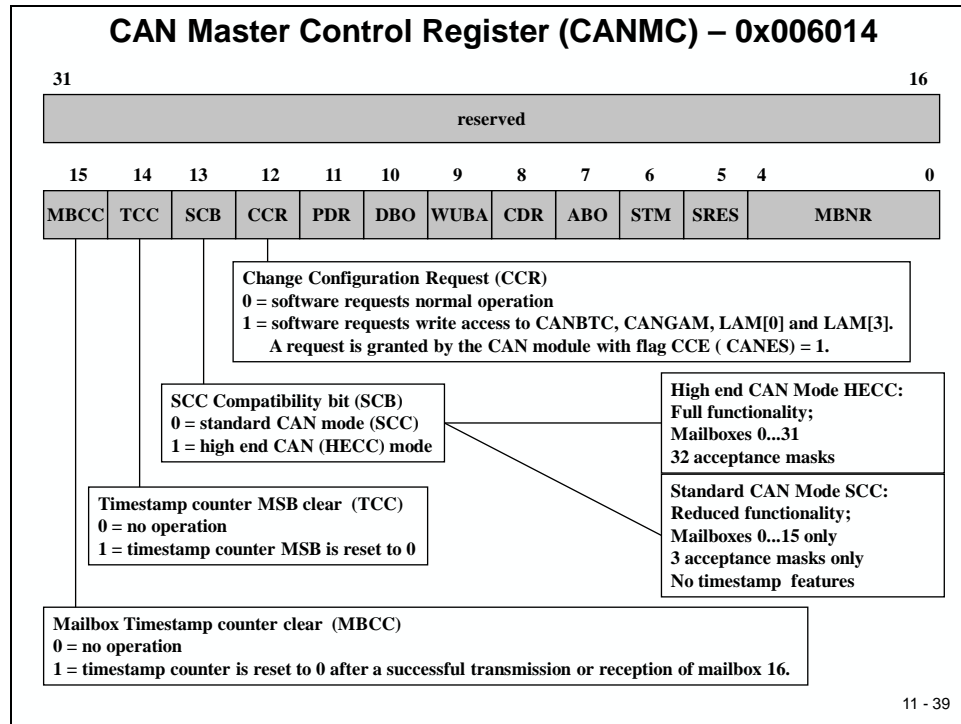 CAN Master Control Register (CANMC) – 0x006014
31 16
reserved
15 14 13 12 11 10 9 8 7 6 5 4 0
MBCC TCC SCB CCR PDR DBO WUBA CDR ABO STM SRES MBNR
Change Configuration Request (CCR)
0 = software requests normal operation
1 = software requests write access to CANBTC, CANGAM, LAM[0] and LAM[3].
A request is granted by the CAN module with flag CCE ( CANES) = 1.
SCC Compatibility bit (SCB)
0 = standard CAN mode (SCC)
1 = high end CAN (HECC) mode
High end CAN Mode HECC:
Full functionality;
Mailboxes 0...31
32 acceptance masks
Standard CAN Mode SCC:
Reduced functionality;
Mailboxes 0...15 only
3 acceptance masks only
No timestamp features
Timestamp counter MSB clear (TCC)
0 = no operation
1 = timestamp counter MSB is reset to 0
Mailbox Timestamp counter clear (MBCC)
0 = no operation
1 = timestamp counter is reset to 0 after a successful transmission or reception of mailbox 16.
11 - 39